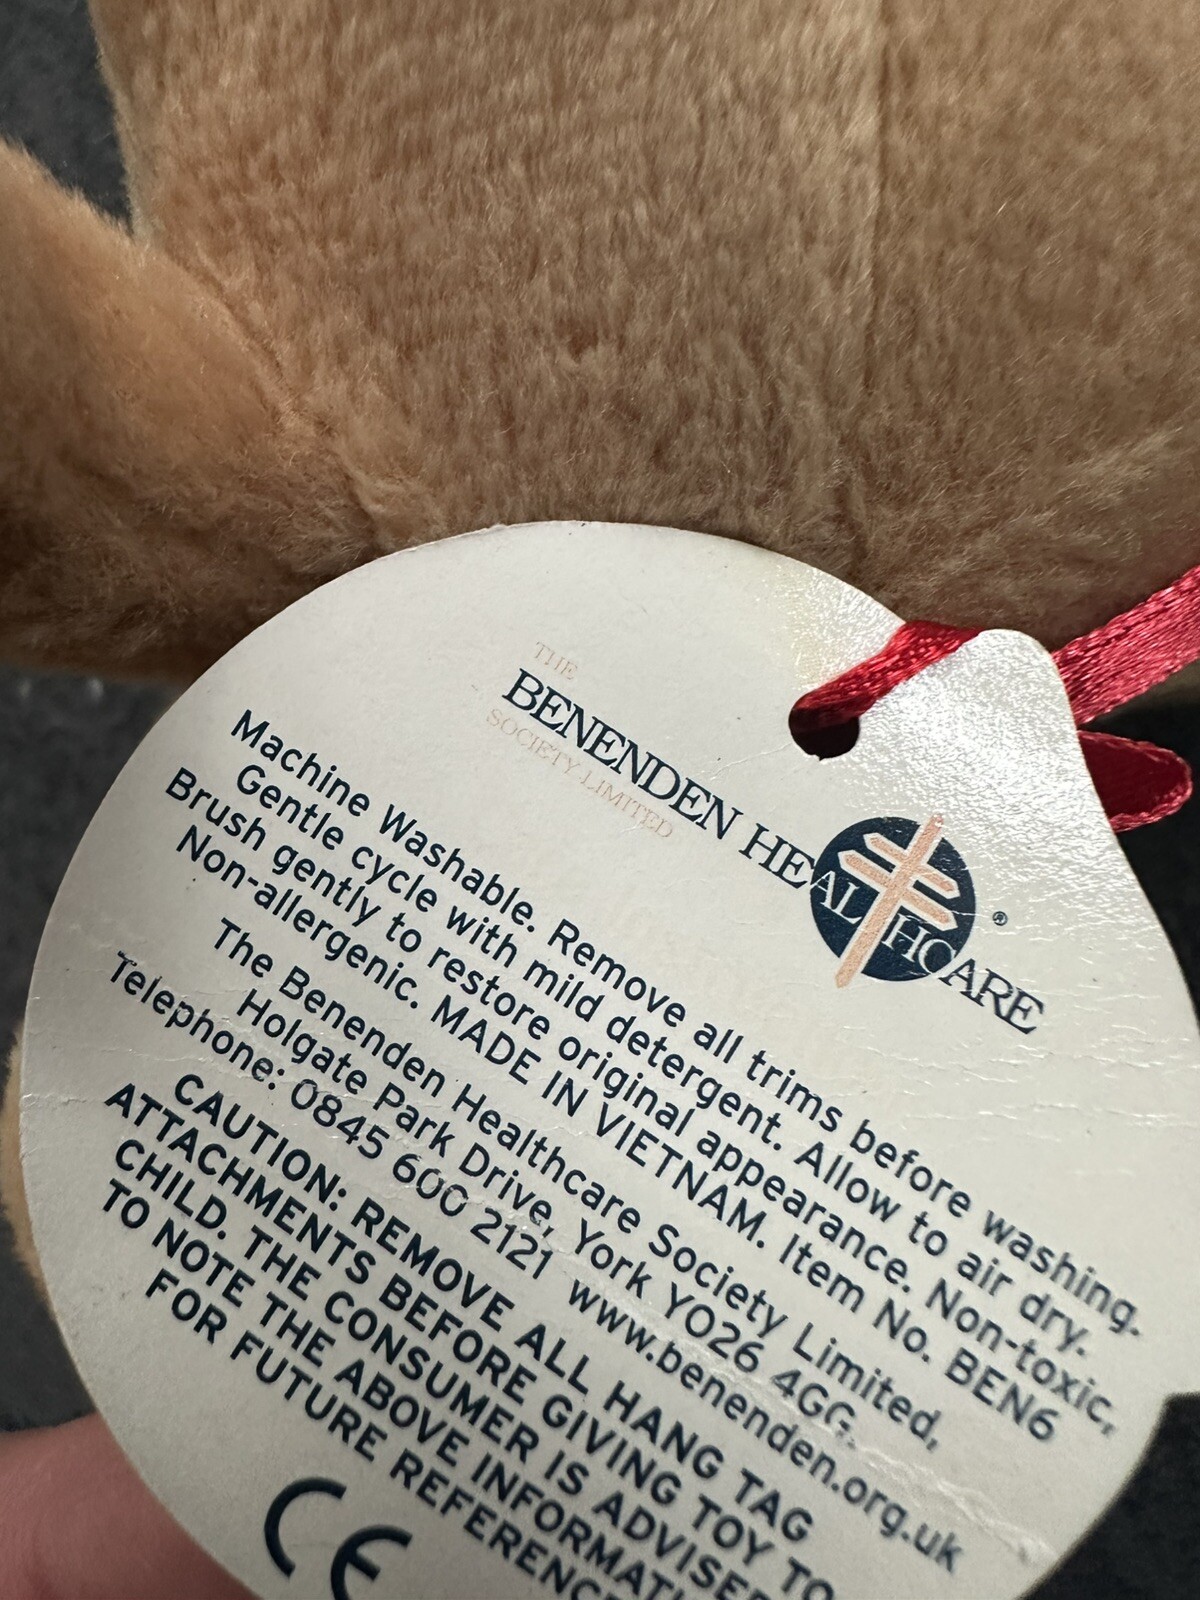 THE
BENENDEN HEALTHCARE®
SOCIETY LIMITED
Machine Washable. Remove all trims before washing.
Gentle cycle with mild detergent. Allow to air dry.
Brush gently to restore original appearance. Non-toxic,
Non-allergenic. MADE IN VIETNAM. Item No. BEN6
The Benenden Healthcare Society Limited,
Holgate Park Drive, York YO26 4GG.
Telephone: 0845 600 2121 www.benenden.org.uk
CAUTION: REMOVE ALL HANG TAG
ATTACHMENTS BEFORE GIVING TOY TO
CHILD. THE CONSUMER IS
TO NOTE THE ABOVE
FOR FUTURE
CE